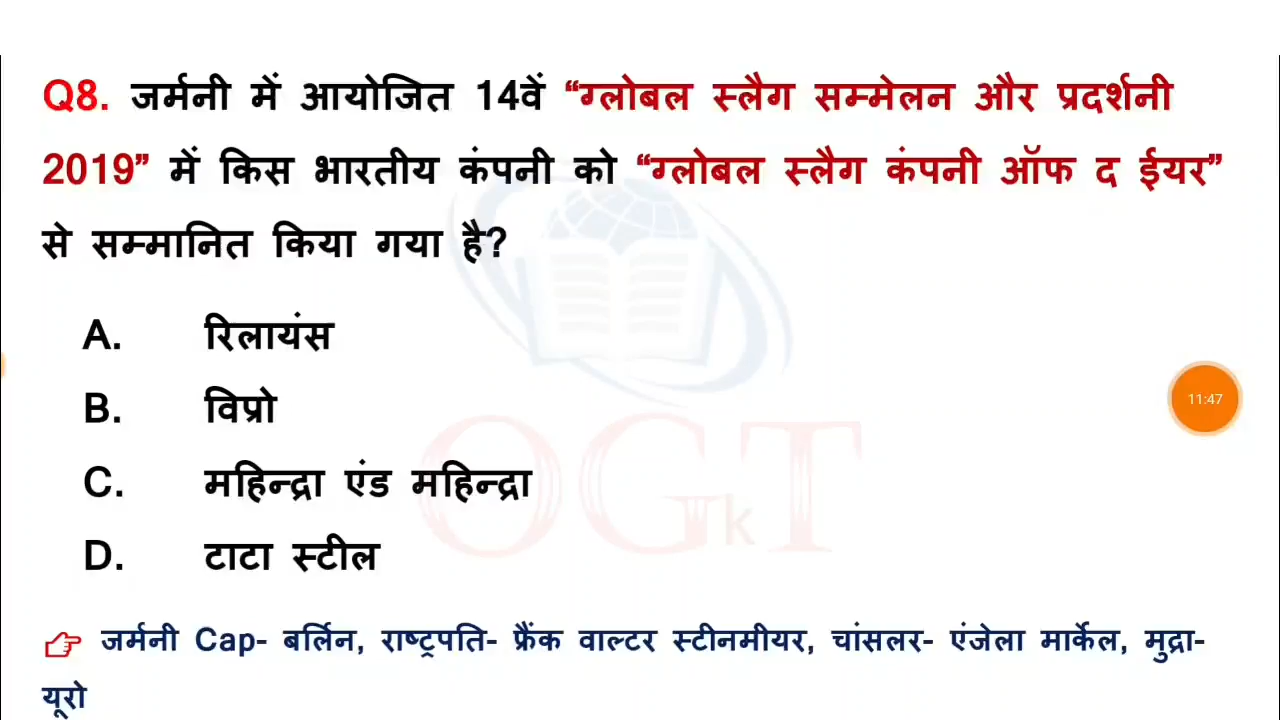 Q8. जर्मनी में आयोजित 14वें “ग्लोबल स्लैग सम्मेलन और प्रदर्शनी
2019” में किस भारतीय कंपनी को “ग्लोबल स्लैग कंपनी ऑफ द ईयर”
से सम्मानित किया गया है?
A. रिलायंस
B. विप्रो
C. महिन्द्रा एंड महिन्द्रा
D. टाटा स्टील
11:47
OGkT
👉 जर्मनी Cap- बर्लिन, राष्ट्रपति- फ्रैंक वाल्टर स्टीनमीयर, चांसलर- एंजेला मार्केल, मुद्रा-
यूरो